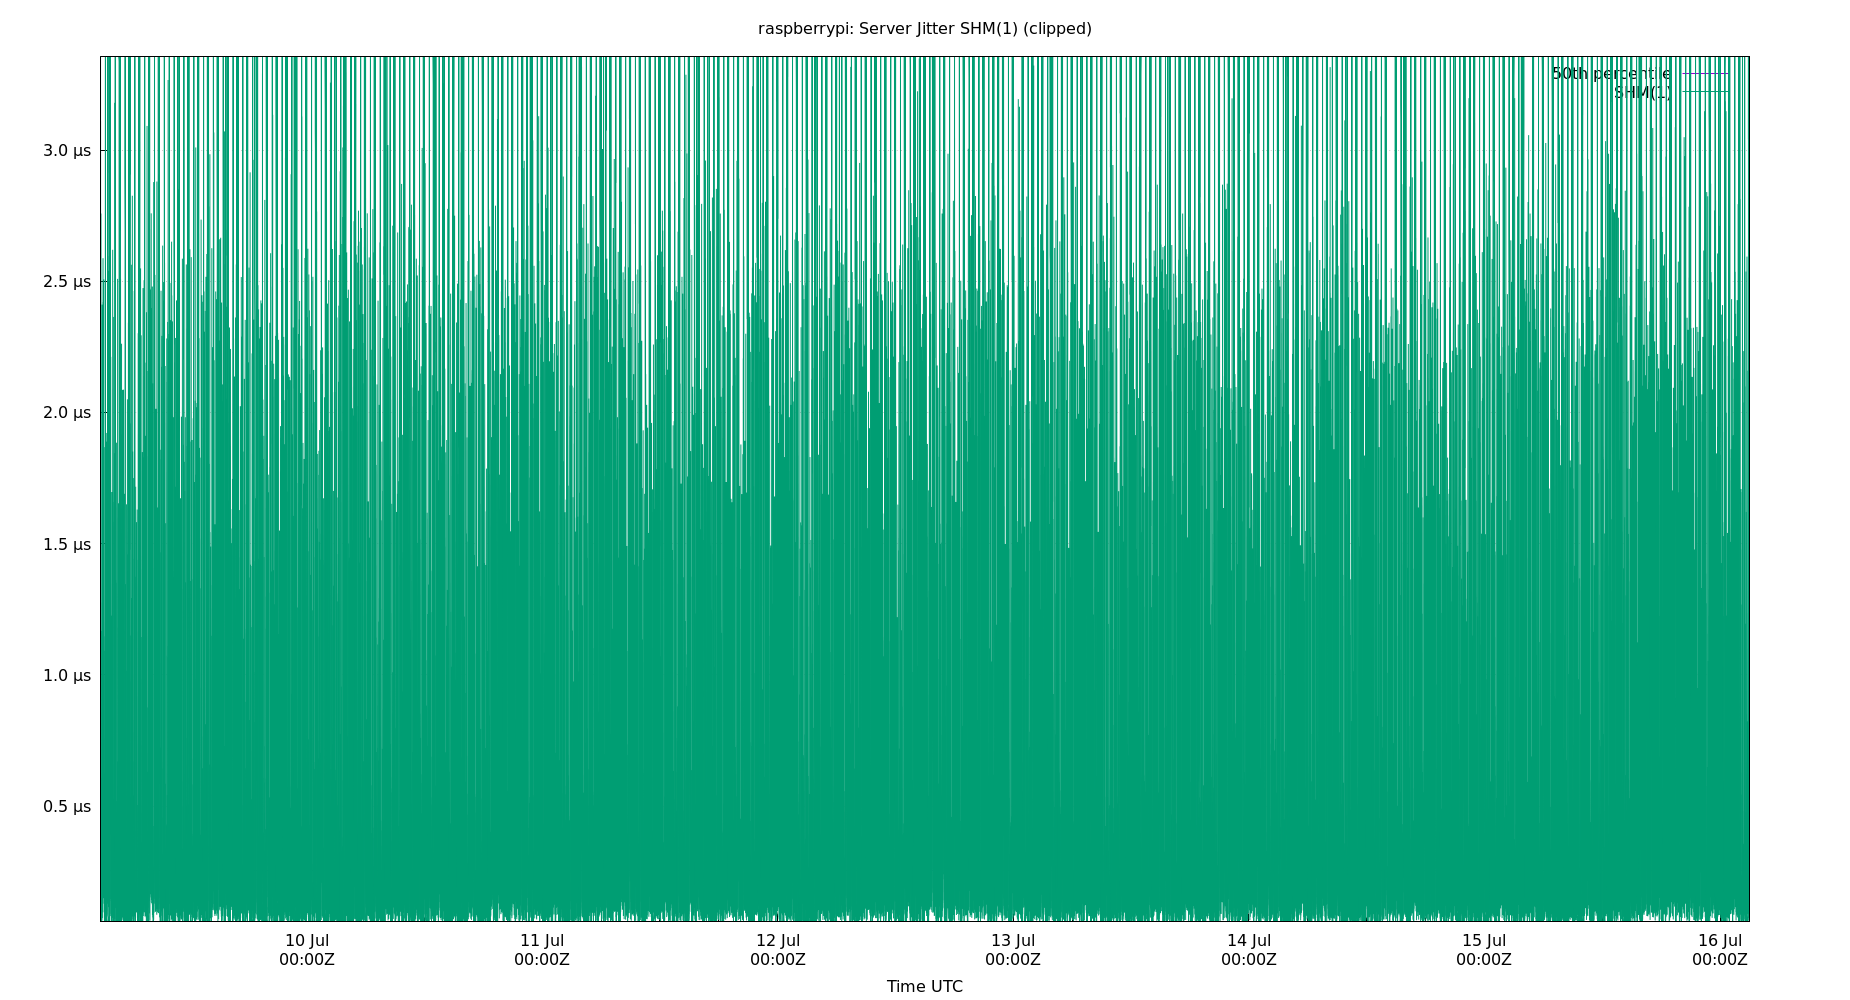 raspberrypi: Server Jitter SHM(1) (clipped)
50th percentile
SHM(1)
3.0 μs
2.5 μs
2.0 μs
1.5 μs
1.0 μs
0.5 μs
10 Jul 11 Jul 12 Jul 13 Jul 14 Jul 15 Jul 16 Jul
00:00Z 00:00Z 00:00Z 00:00Z 00:00Z 00:00Z 00:00Z
Time UTC